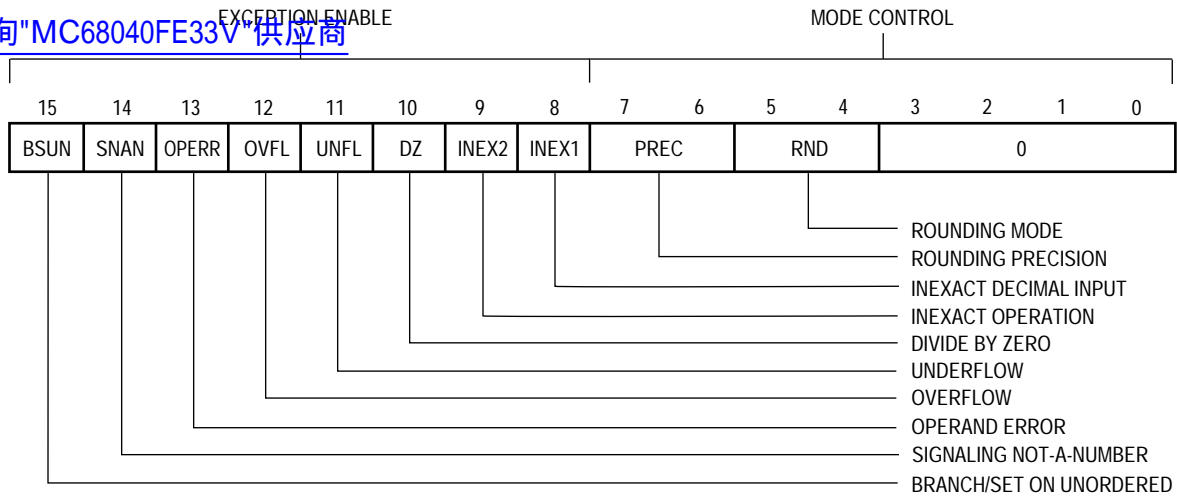 EXCEPTION ENABLE
MODE CONTROL
询"MC68040FE33V"供应商
15 14 13 12 11 10 9 8 7 6 5 4 3 2 1 0
BSUN SNAN OPERR OVFL UNFL DZ INEX2 INEX1 PREC RND 0
ROUNDING MODE
ROUNDING PRECISION
INEXACT DECIMAL INPUT
INEXACT OPERATION
DIVIDE BY ZERO
UNDERFLOW
OVERFLOW
OPERAND ERROR
SIGNALING NOT-A-NUMBER
BRANCH/SET ON UNORDERED